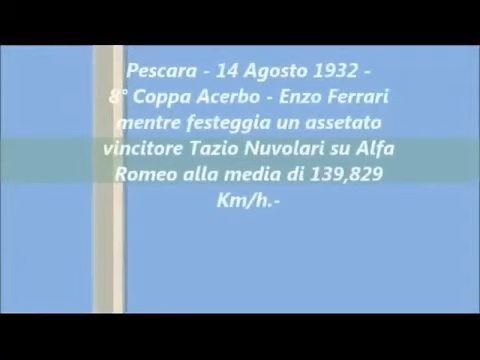 Pescara - 14 Agosto 1932 -
8° Coppa Acerbo - Enzo Ferrari
mentre festeggia un assetato
vincitore Tazio Nuvolari su Alfa
Romeo alla media di 139,829
Km/h.-